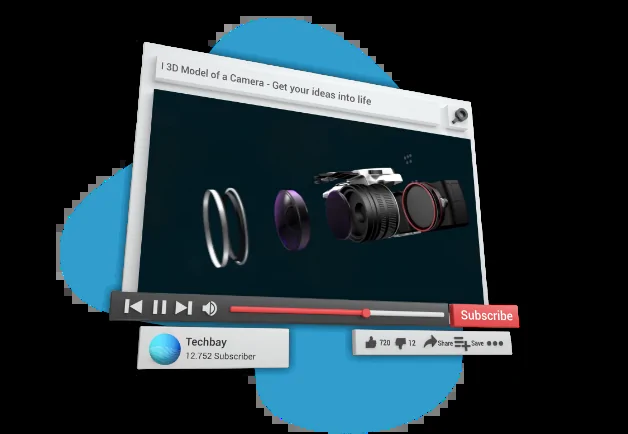 l 3D Model of a Camera - Get your ideas into life
Subscribe
Techbay
12.752 Subscriber
720 12 Share Save